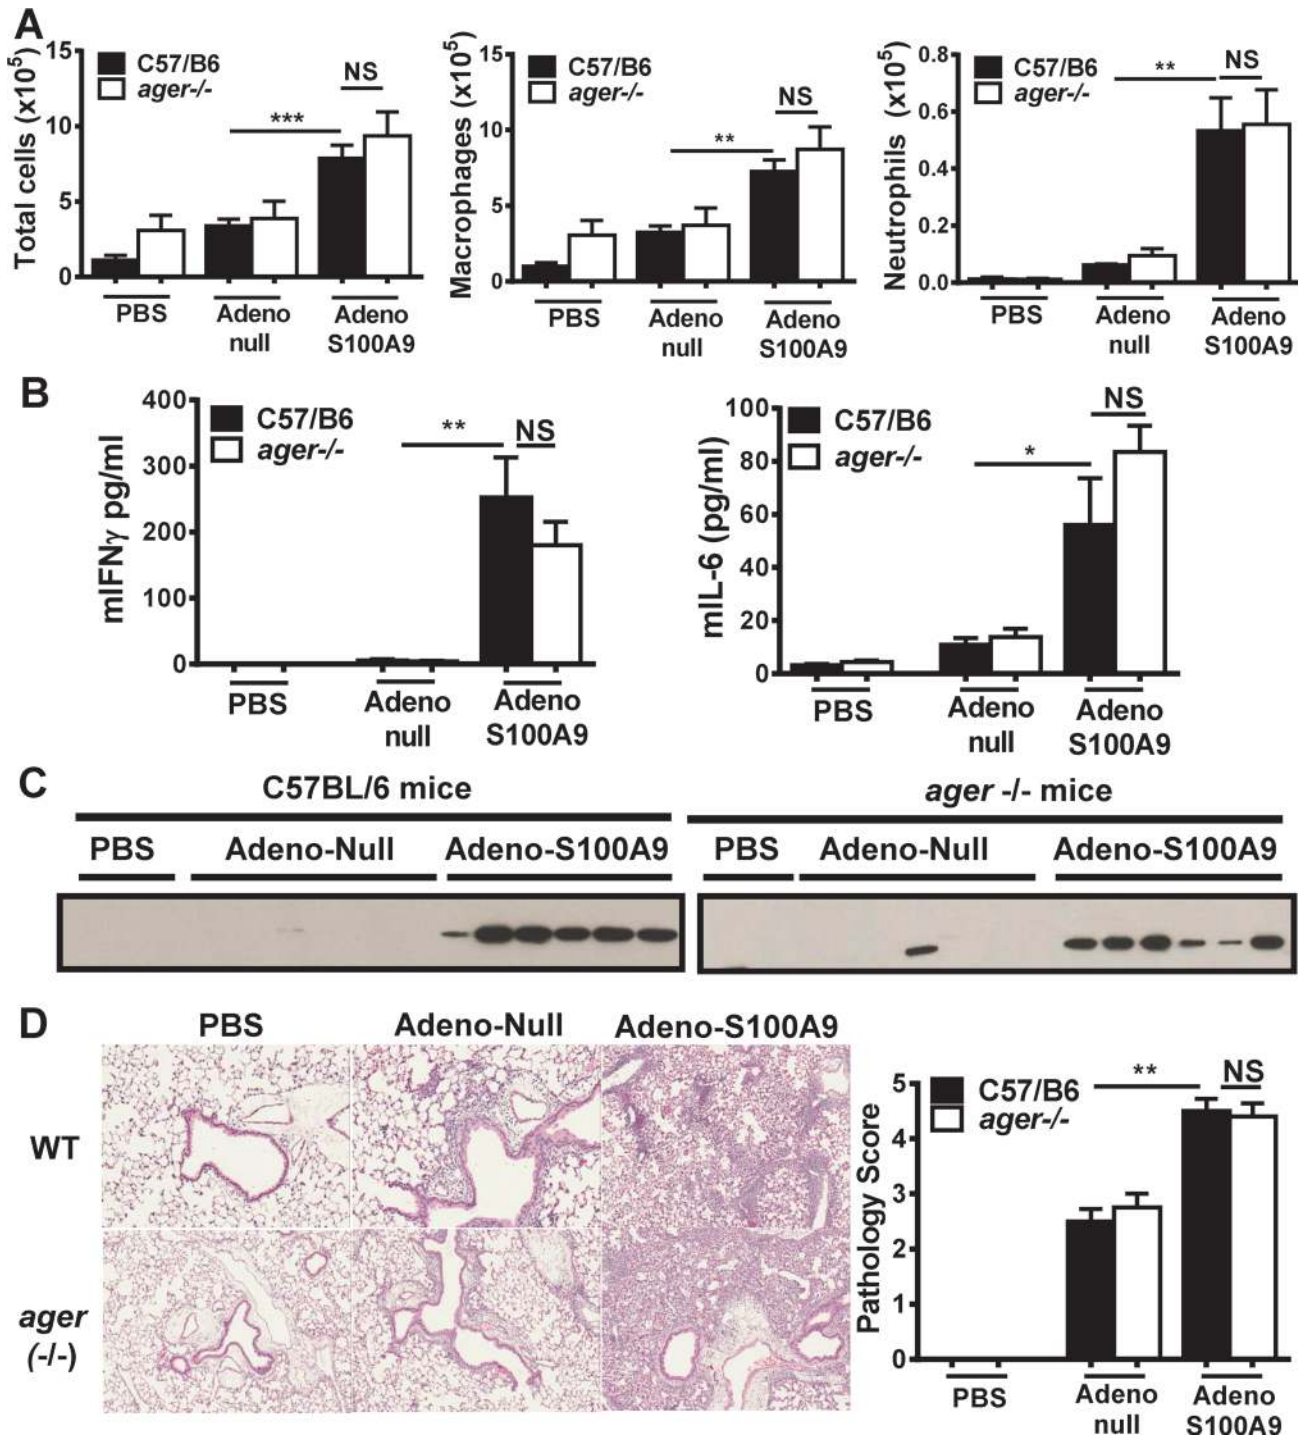 A
Total cells (x10⁵)
15
10
5
0
C57/B6
ager-/-
***
NS
PBS
Adeno
null
Adeno
S100A9
Macrophages (x10⁵)
15
10
5
0
C57/B6
ager-/-
**
NS
PBS
Adeno
null
Adeno
S100A9
Neutrophils (x10⁵)
0.8
0.6
0.4
0.2
0.0
C57/B6
ager-/-
**
NS
PBS
Adeno
null
Adeno
S100A9
B
mIFNγ pg/ml
400
300
200
100
0
C57/B6
ager-/-
**
NS
PBS
Adeno
null
Adeno
S100A9
mIL-6 (pg/ml)
100
80
60
40
20
0
C57/B6
ager-/-
*
NS
PBS
Adeno
null
Adeno
S100A9
C
C57BL/6 mice
ager -/- mice
PBS Adeno-Null Adeno-S100A9
PBS Adeno-Null Adeno-S100A9
D
PBS Adeno-Null Adeno-S100A9
WT
ager
(-/-)
Pathology Score
5
4
3
2
1
0
C57/B6
ager-/-
**
NS
PBS
Adeno
null
Adeno
S100A9